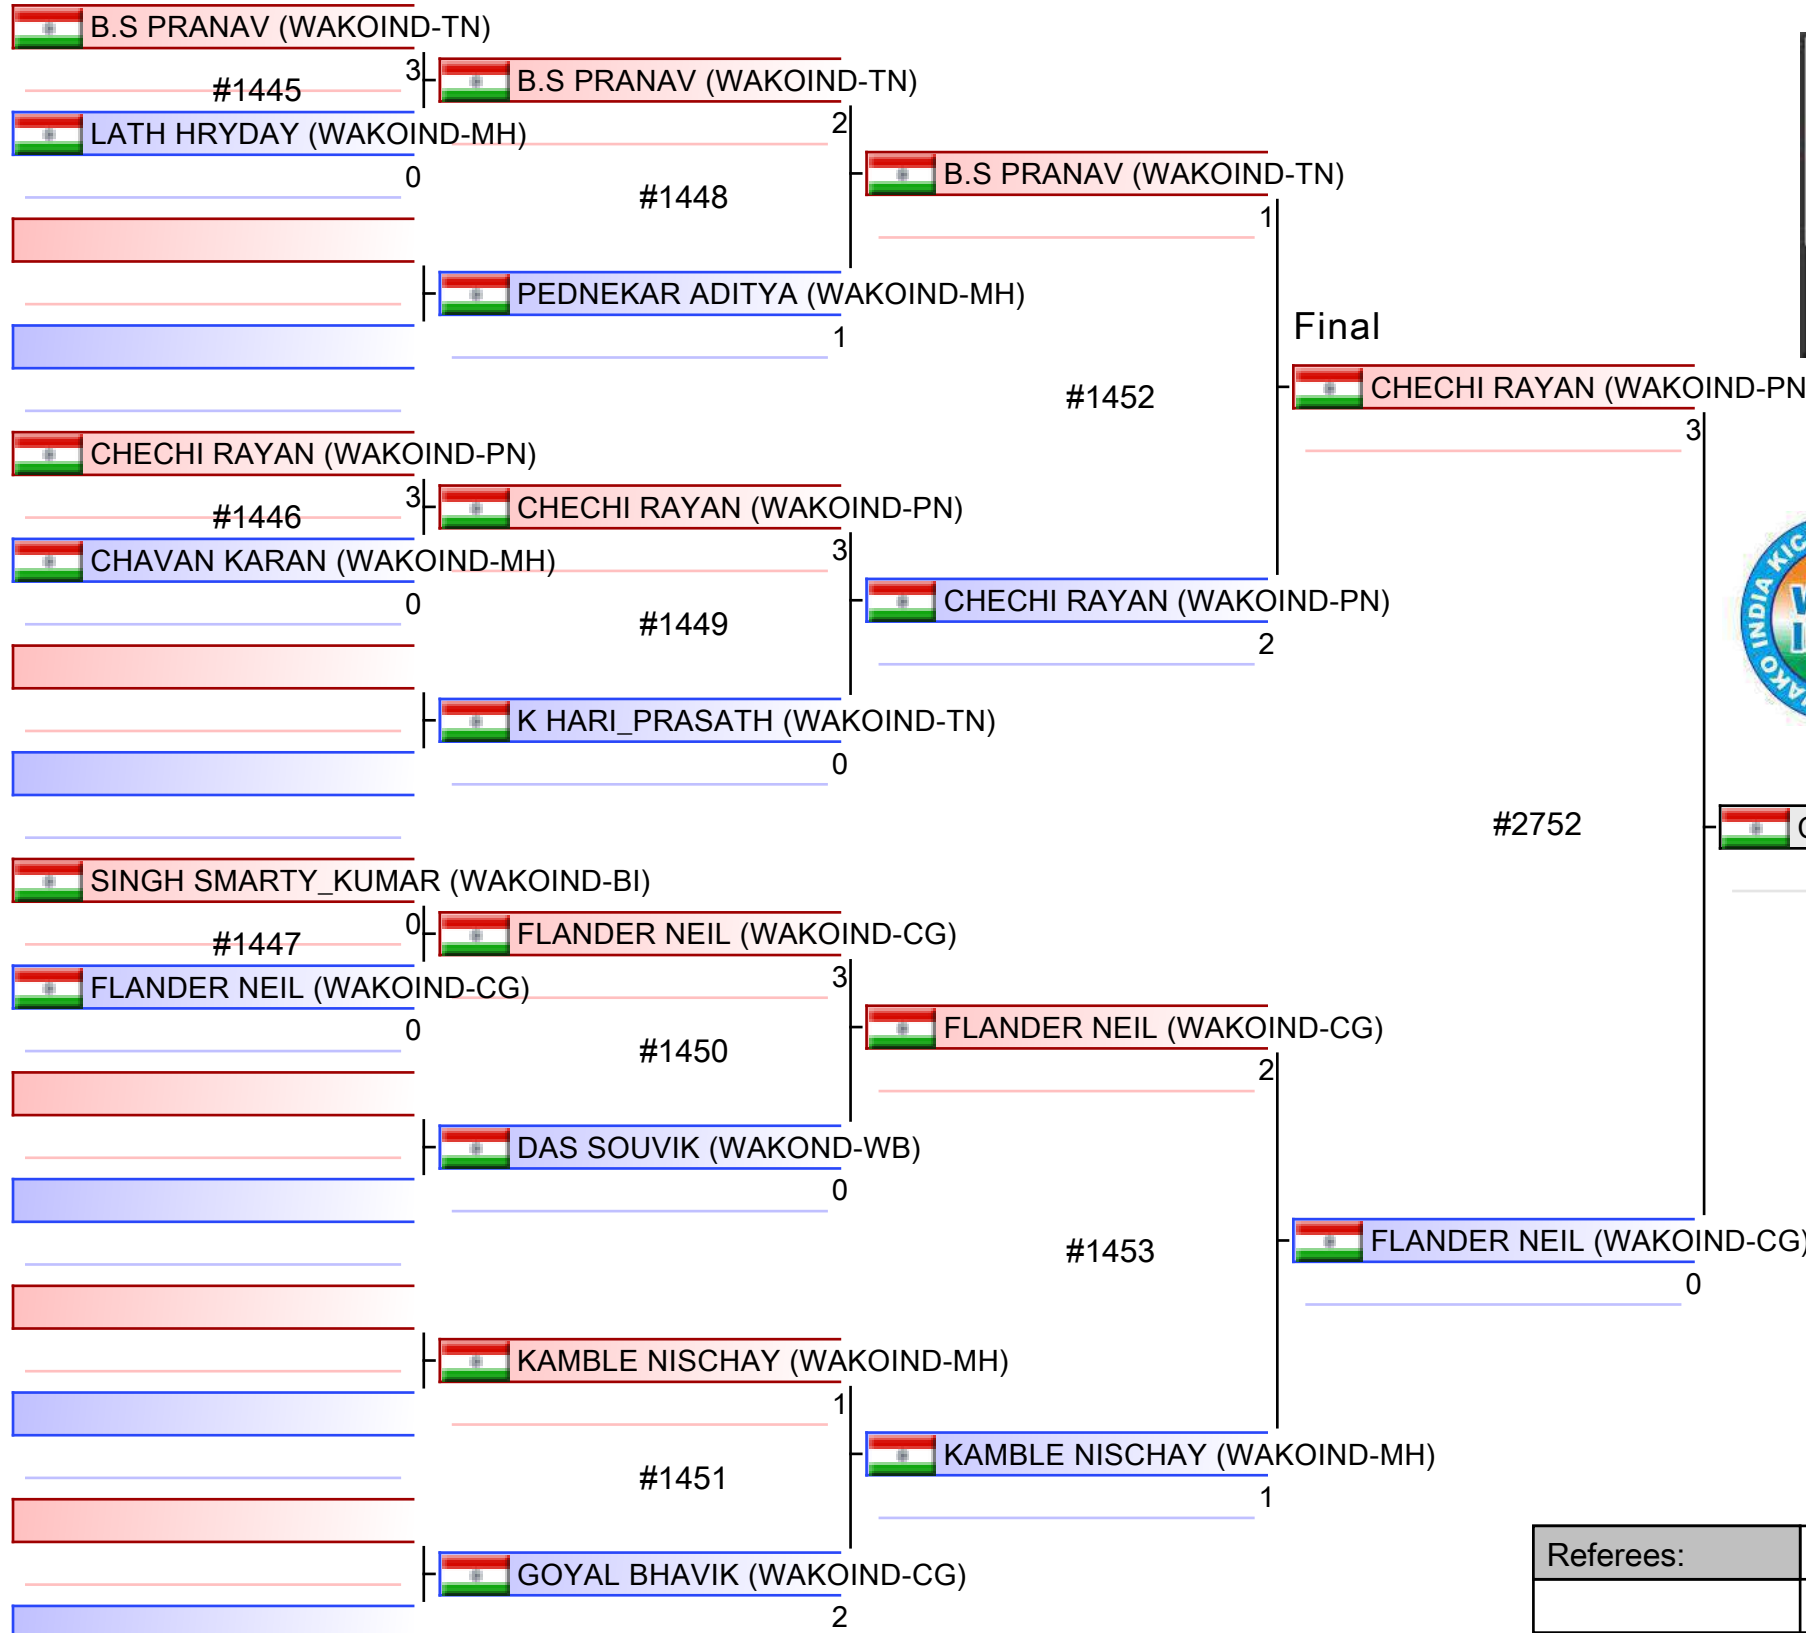 B.S PRANAV (WAKOIND-TN)
3
#1445
LATH HRYDAY (WAKOIND-MH)
0
B.S PRANAV (WAKOIND-TN)
2
#1448
PEDNEKAR ADITYA (WAKOIND-MH)
1
B.S PRANAV (WAKOIND-TN)
1
#1452
CHECHI RAYAN (WAKOIND-PN)
3
#1446
CHAVAN KARAN (WAKOIND-MH)
0
CHECHI RAYAN (WAKOIND-PN)
3
#1449
K HARI_PRASATH (WAKOIND-TN)
0
CHECHI RAYAN (WAKOIND-PN)
2
Final
CHECHI RAYAN (WAKOIND-PN
3
#2752
SINGH SMARTY_KUMAR (WAKOIND-BI)
0
#1447
FLANDER NEIL (WAKOIND-CG)
0
FLANDER NEIL (WAKOIND-CG)
3
#1450
DAS SOUVIK (WAKOND-WB)
0
FLANDER NEIL (WAKOIND-CG)
2
#1453
KAMBLE NISCHAY (WAKOIND-MH)
1
#1451
GOYAL BHAVIK (WAKOIND-CG)
2
KAMBLE NISCHAY (WAKOIND-MH)
1
FLANDER NEIL (WAKOIND-CG)
0
WAKO INDIA KIC
Referees: